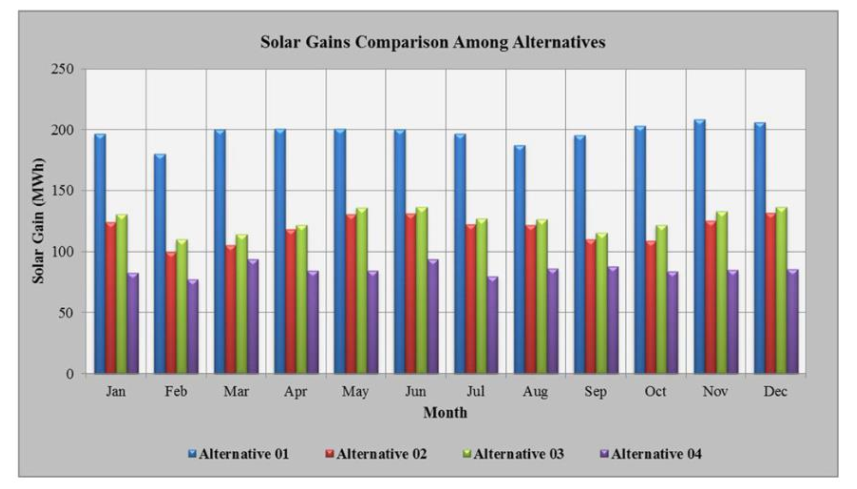 Solar Gains Comparison Among Alternatives
250
200
150
100
50
0
Solar Gain (MWh)
Jan Feb Mar Apr May Jun Jul Aug Sep Oct Nov Dec
Month
Alternative 01 Alternative 02 Alternative 03 Alternative 04